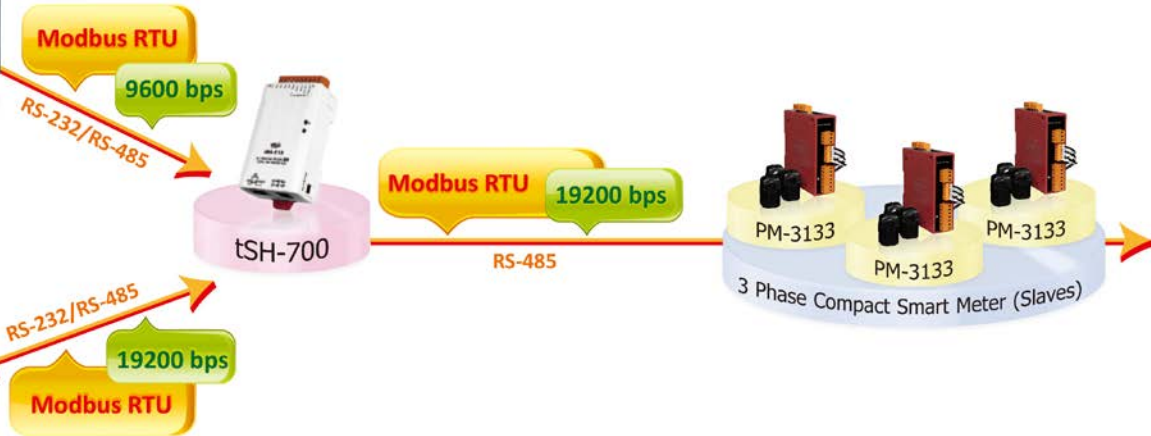 Modbus RTU
9600 bps
RS-232/RS-485
tSH-700
RS-232/RS-485
19200 bps
Modbus RTU
Modbus RTU
19200 bps
RS-485
PM-3133
PM-3133
PM-3133
3 Phase Compact Smart Meter (Slaves)